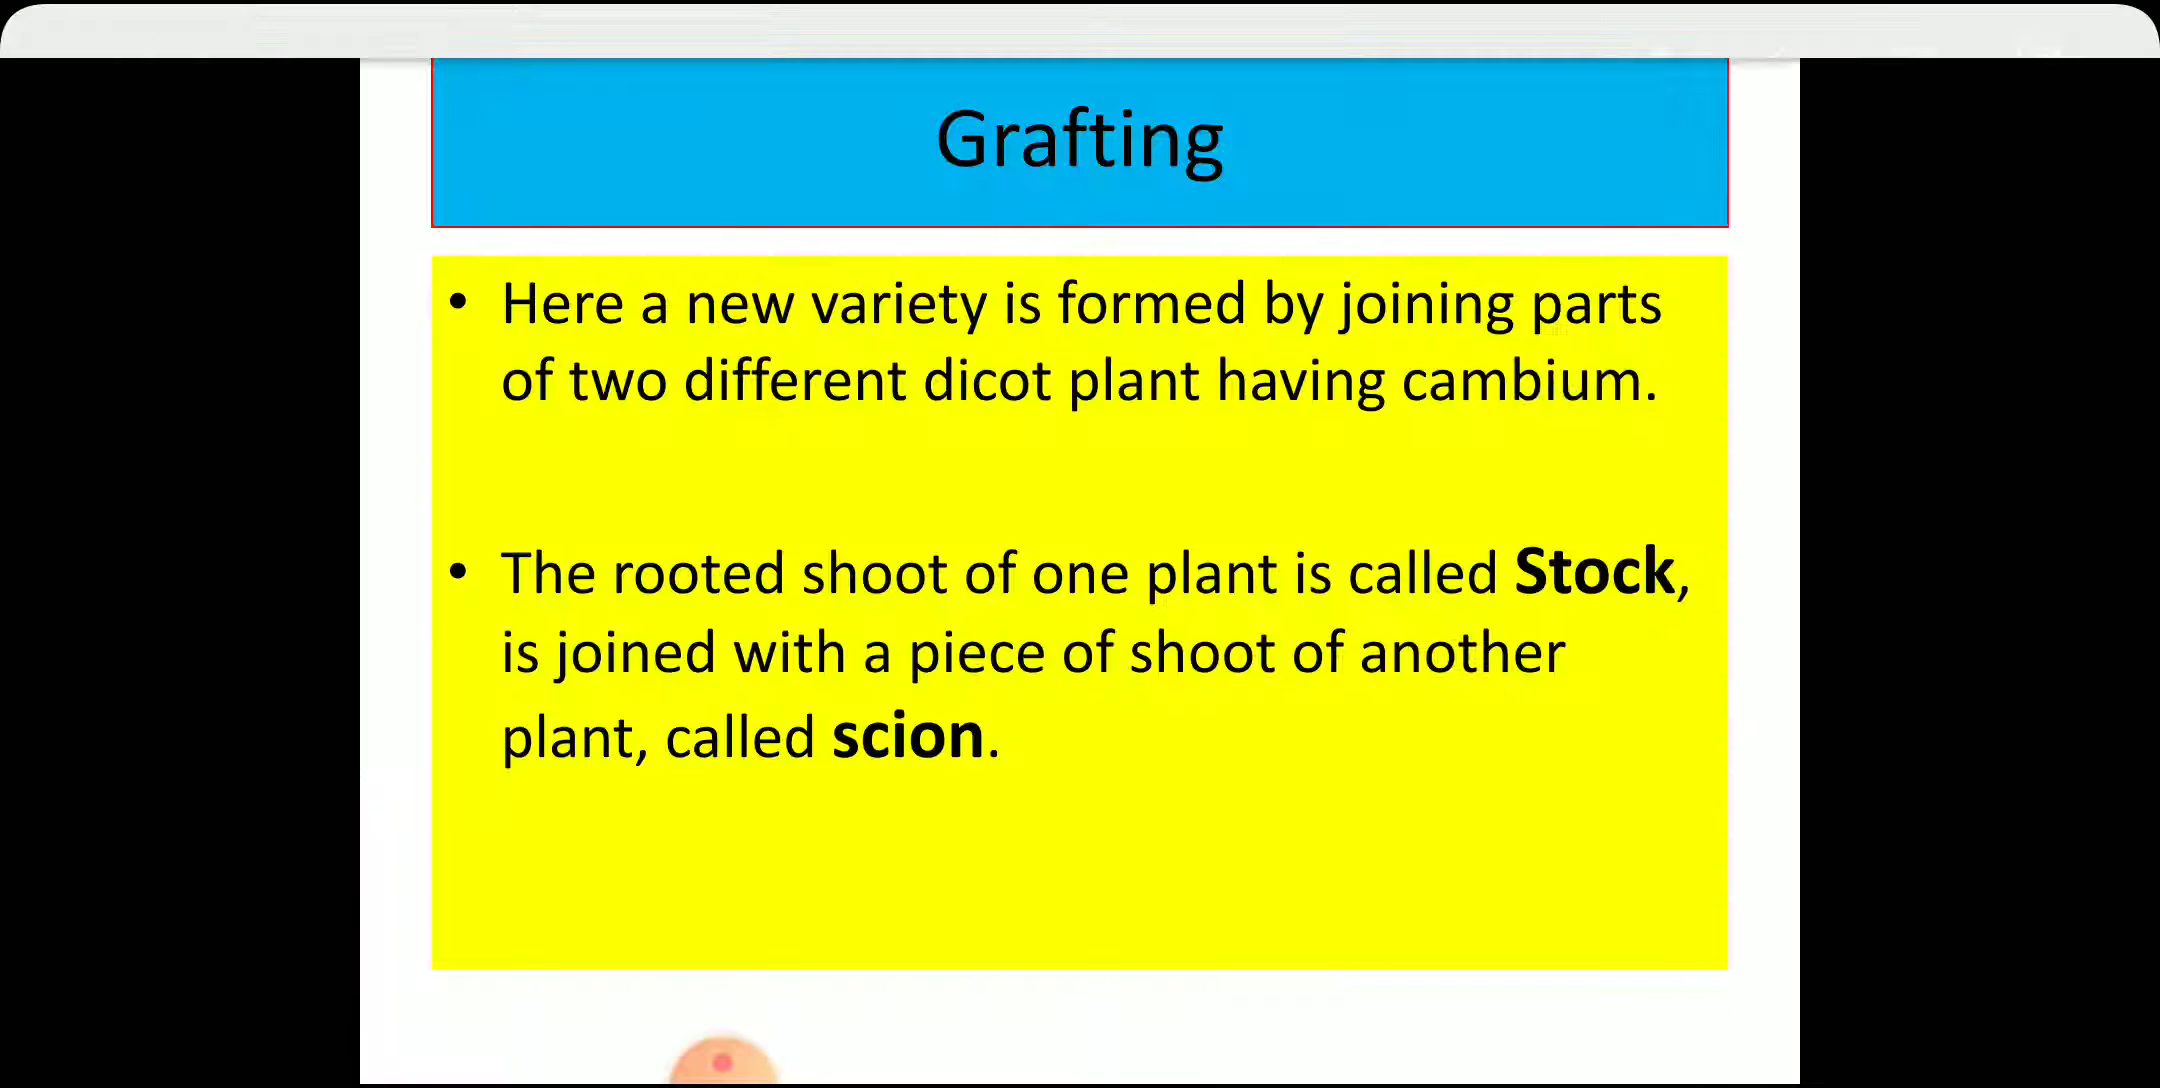 Grafting
• Here a new variety is formed by joining parts
of two different dicot plant having cambium.
• The rooted shoot of one plant is called Stock,
is joined with a piece of shoot of another
plant, called scion.